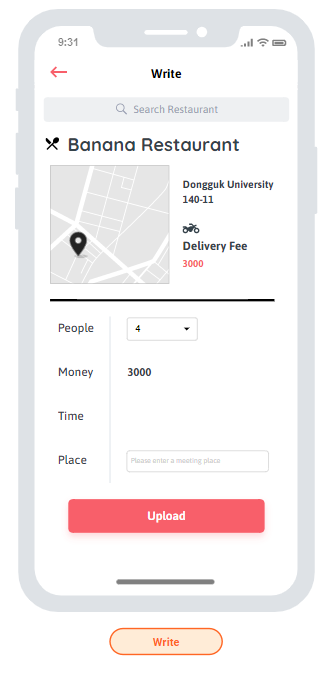 9:31
Write
Search Restaurant
Banana Restaurant
Dongguk University
140-11
Delivery Fee
3000
People
4
Money
3000
Time
Place
Please enter a meeting place
Upload
Write